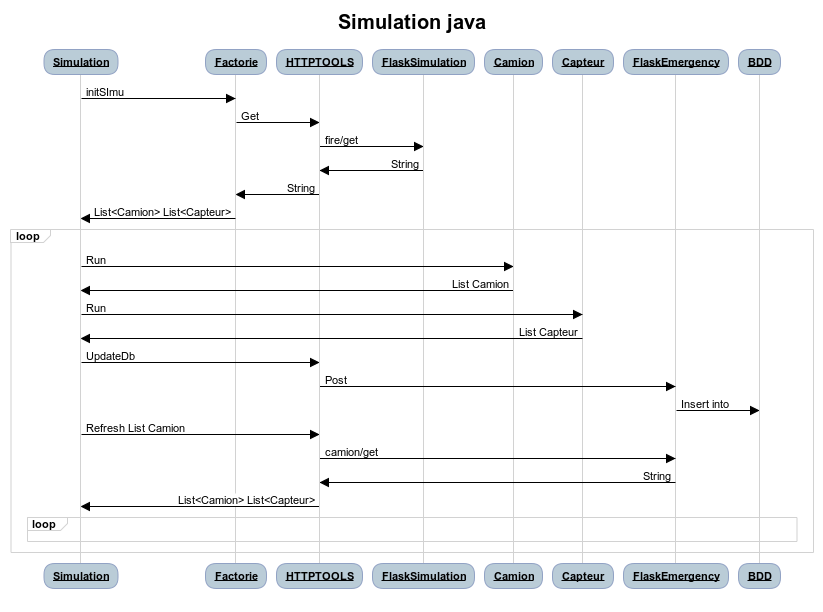 Simulation java
Simulation Factorie HTTPTOOLS FlaskSimulation Camion Capteur FlaskEmergency BDD
initSImu
Get
fire/get
String
String
List<Camion> List<Capteur>
loop
Run
List Camion
Run
List Capteur
UpdateDb
Post
Insert into
Refresh List Camion
camion/get
String
List<Camion> List<Capteur>
loop
Simulation Factorie HTTPTOOLS FlaskSimulation Camion Capteur FlaskEmergency BDD